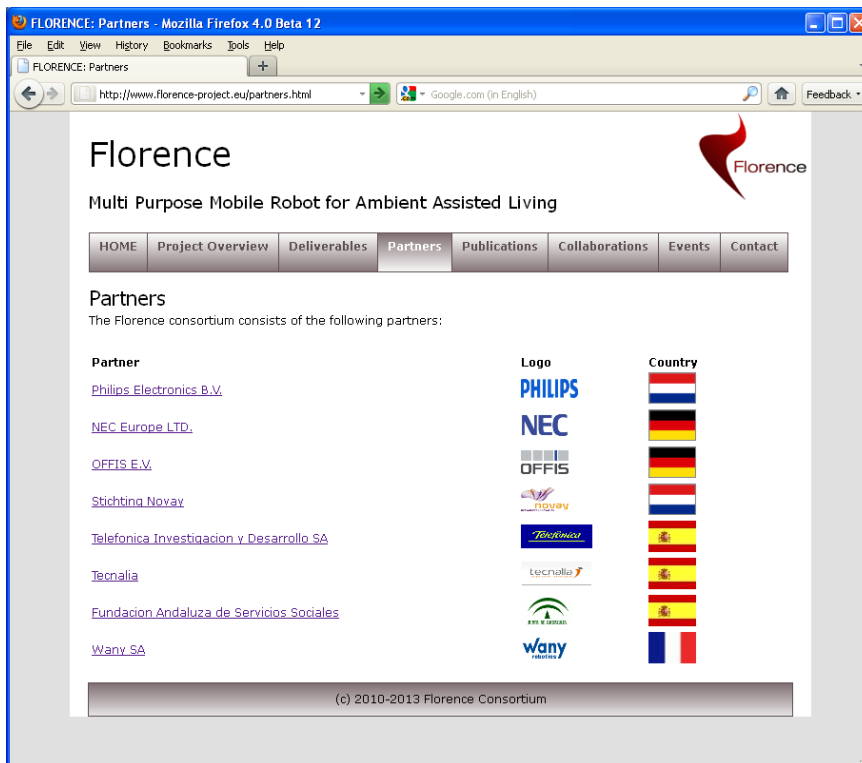 FLORENCE: Partners - Mozilla Firefox 4.0 Beta 12
File Edit View History Bookmarks Tools Help
FLORENCE: Partners
http://www.florence-project.eu/partners.html Google.com (in English) Feedback
Florence
Florence
Multi Purpose Mobile Robot for Ambient Assisted Living
HOME Project Overview Deliverables Partners Publications Collaborations Events Contact
Partners
The Florence consortium consists of the following partners:
Partner Logo Country
Philips Electronics B.V. PHILIPS
NEC Europe LTD. NEC
OFFIS E.V. OFFIS
Stichting Novay novay
Telefonica Investigacion y Desarrollo SA Telefónica
Tecnalia tecnalia
Fundacion Andaluza de Servicios Sociales
Wany SA wany robotics
(c) 2010-2013 Florence Consortium